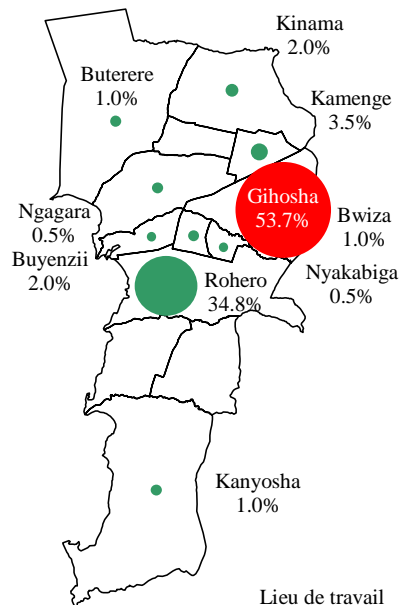 Kinama
2.0%
Buterere
1.0%
Kamenge
3.5%
Gihosha
53.7%
Ngagara
0.5%
Bwiza
1.0%
Buyenzii
2.0%
Nyakabiga
0.5%
Rohero
34.8%
Kanyosha
1.0%
Lieu de travail